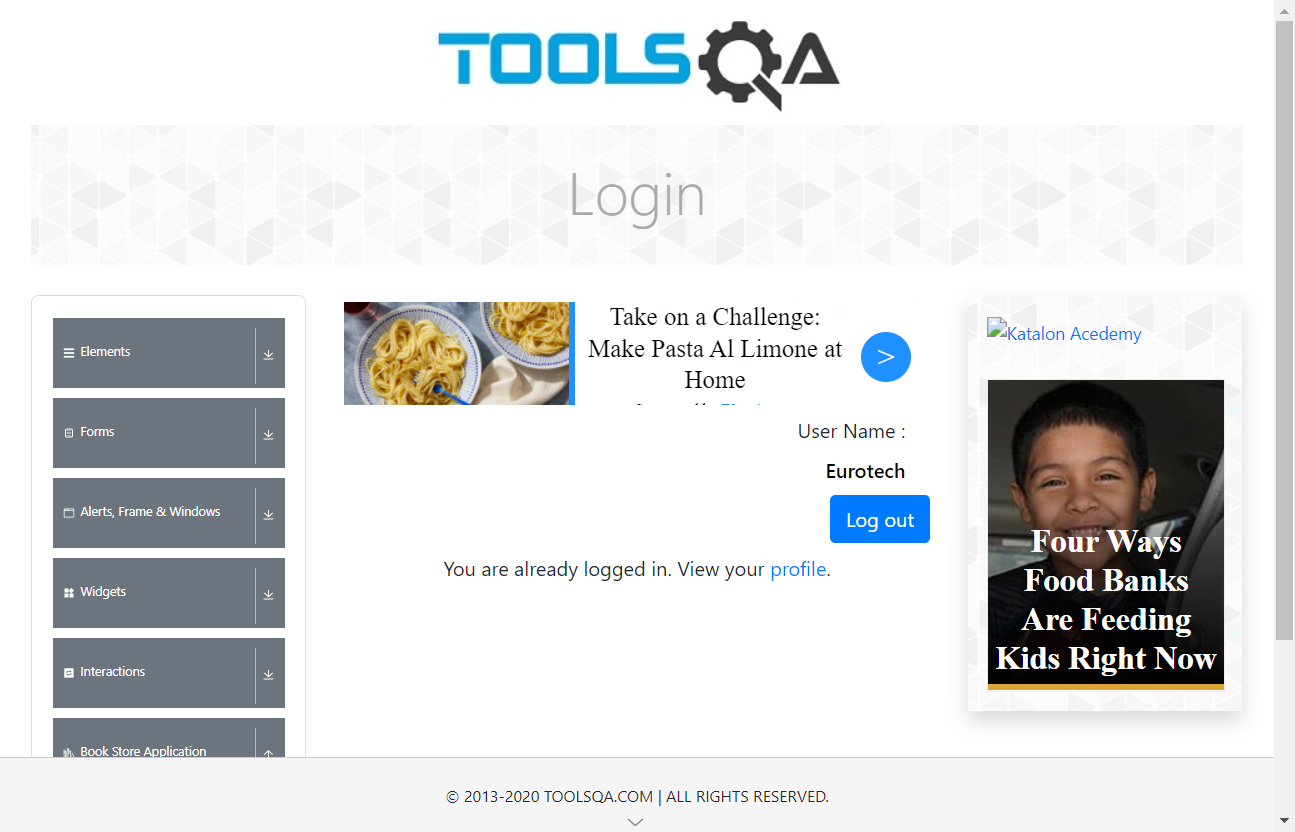 TOOLSQA
Login
Elements
Forms
Alerts, Frame & Windows
Widgets
Interactions
Book Store Application
Take on a Challenge:
Make Pasta Al Limone at
Home
>
User Name :
Eurotech
Log out
You are already logged in. View your profile.
Katalon Acedemy
Four Ways
Food Banks
Are Feeding
Kids Right Now
© 2013-2020 TOOLSQA.COM | ALL RIGHTS RESERVED.